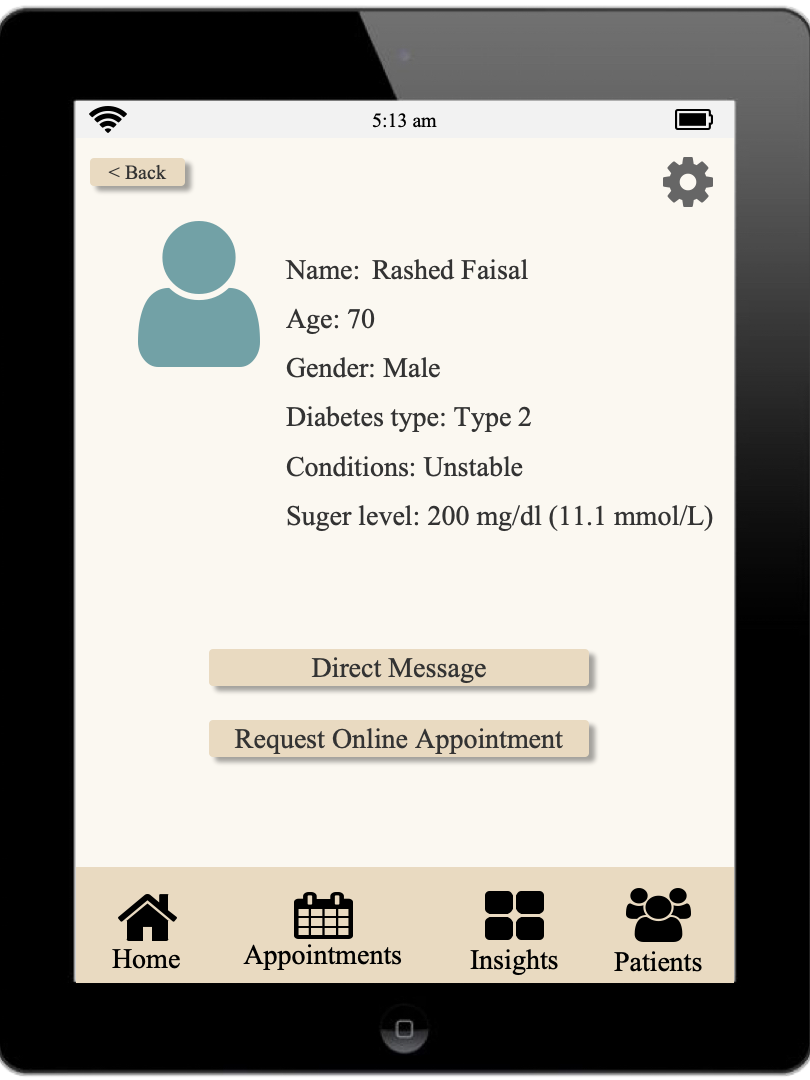 5:13 am
< Back
Name: Rashed Faisal
Age: 70
Gender: Male
Diabetes type: Type 2
Conditions: Unstable
Suger level: 200 mg/dl (11.1 mmol/L)
Direct Message
Request Online Appointment
Home
Appointments
Insights
Patients